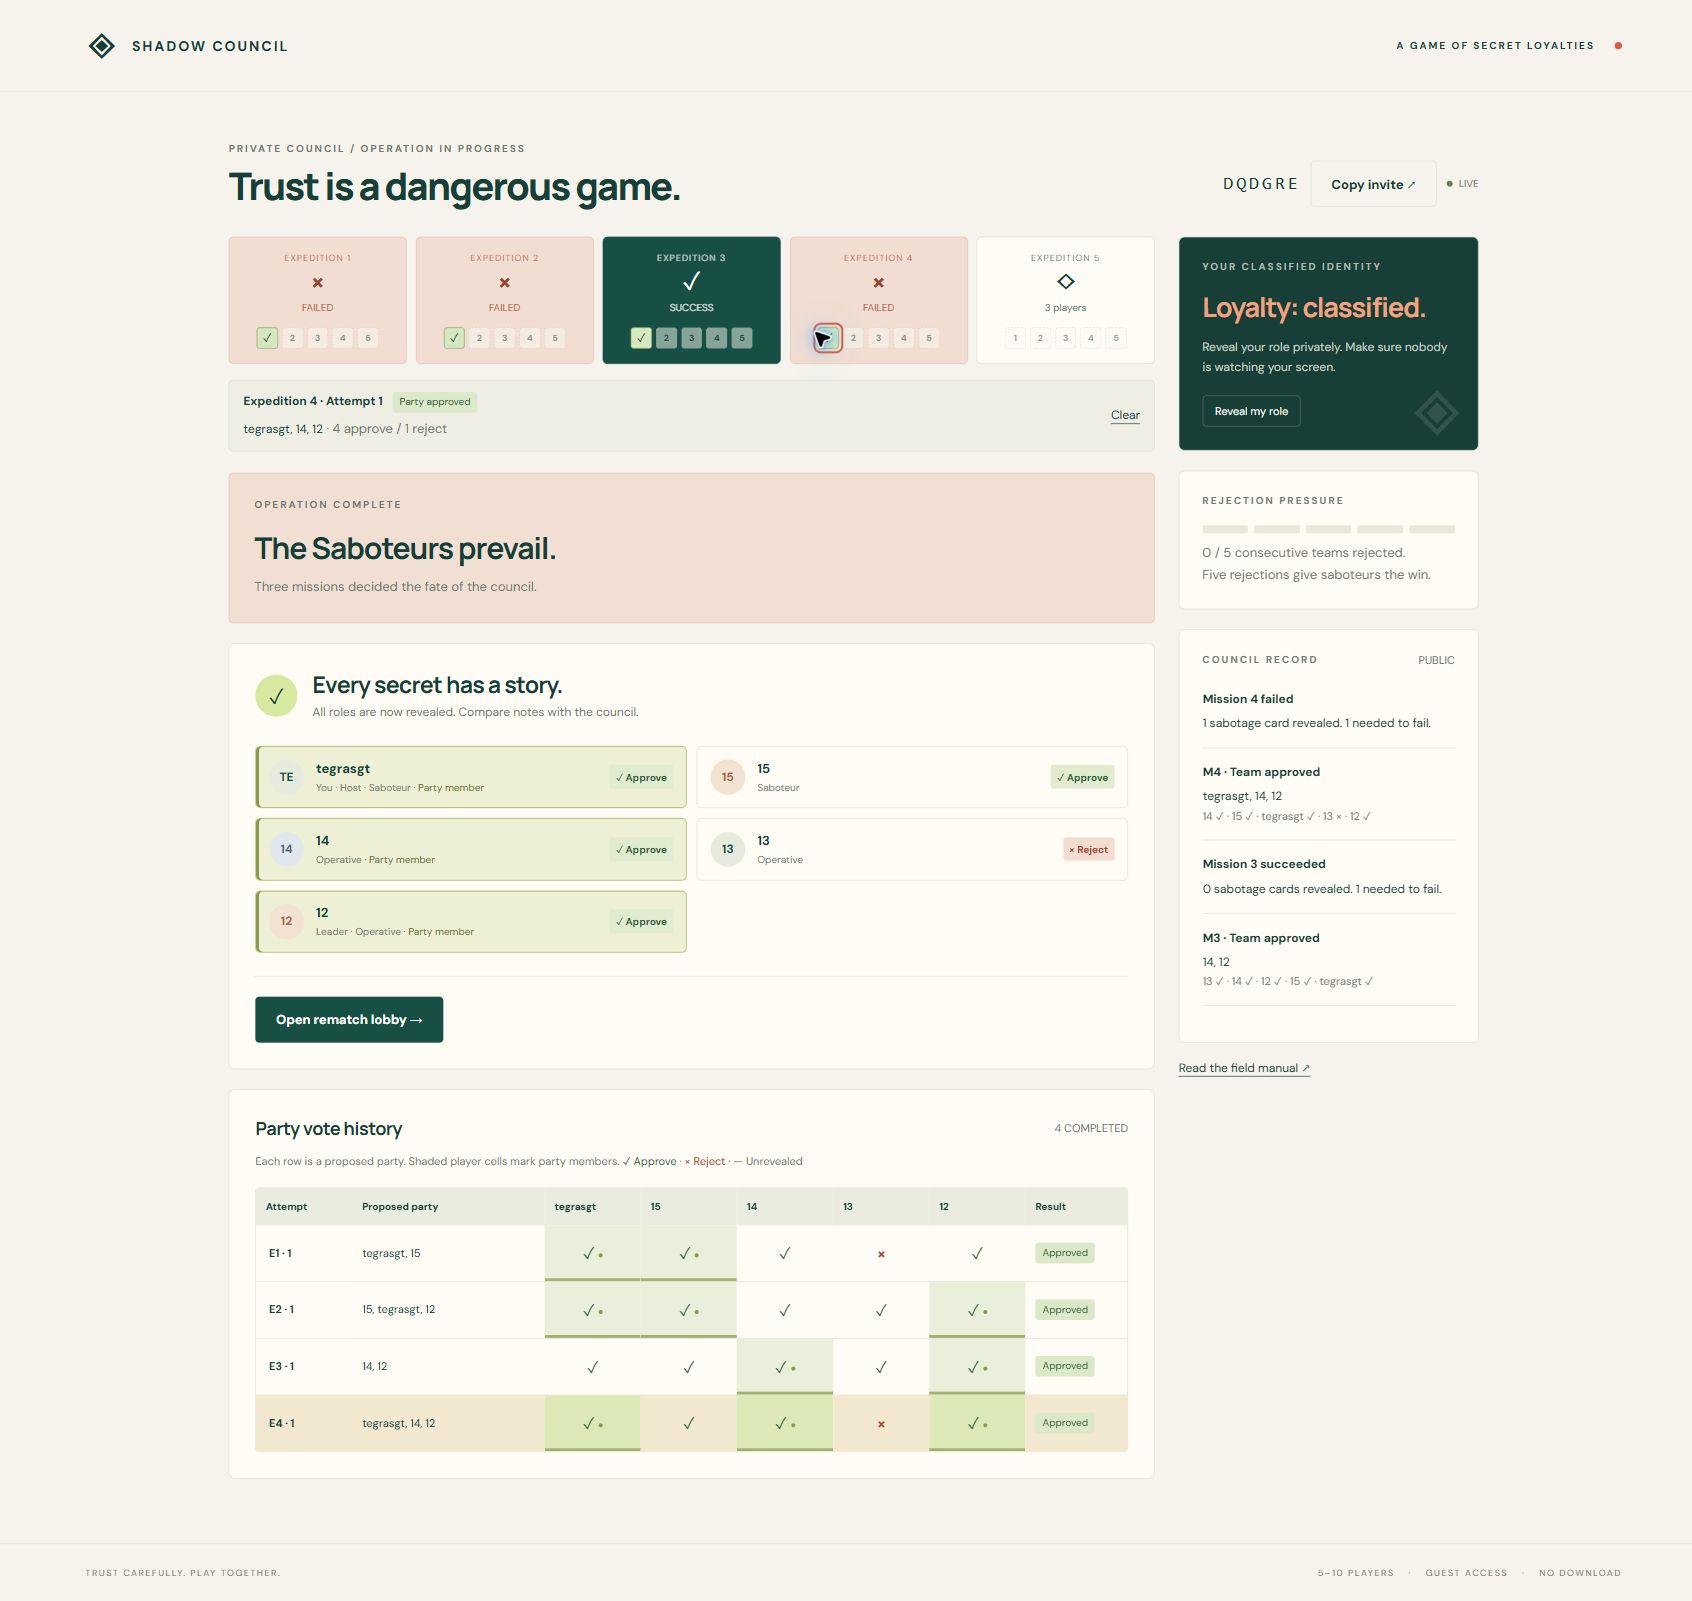 SHADOW COUNCIL
A GAME OF SECRET LOYALTIES
PRIVATE COUNCIL / OPERATION IN PROGRESS
Trust is a dangerous game.
DQDGRE
Copy invite ↗
LIVE
EXPEDITION 1
×
FAILED
✓ 2 3 4 5
EXPEDITION 2
×
FAILED
✓ 2 3 4 5
EXPEDITION 3
✓
SUCCESS
✓ 2 3 4 5
EXPEDITION 4
×
FAILED
2 3 4 5
EXPEDITION 5
◇
3 players
1 2 3 4 5
Expedition 4 · Attempt 1 Party approved
tegrasgt, 14, 12 · 4 approve / 1 reject
Clear
OPERATION COMPLETE
The Saboteurs prevail.
Three missions decided the fate of the council.
✓
Every secret has a story.
All roles are now revealed. Compare notes with the council.
TE
tegrasgt
You · Host · Saboteur · Party member
✓ Approve
15
15
Saboteur
✓ Approve
14
14
Operative · Party member
✓ Approve
13
13
Operative
× Reject
12
12
Leader · Operative · Party member
✓ Approve
Open rematch lobby →
Party vote history
4 COMPLETED
Each row is a proposed party. Shaded player cells mark party members. ✓ Approve · × Reject · — Unrevealed
Attempt Proposed party tegrasgt 15 14 13 12 Result
E1 · 1 tegrasgt, 15 ✓ • ✓ • ✓ × ✓ Approved
E2 · 1 15, tegrasgt, 12 ✓ • ✓ • ✓ ✓ ✓ • Approved
E3 · 1 14, 12 ✓ ✓ ✓ • ✓ ✓ • Approved
E4 · 1 tegrasgt, 14, 12 ✓ • ✓ ✓ • × ✓ • Approved
YOUR CLASSIFIED IDENTITY
Loyalty: classified.
Reveal your role privately. Make sure nobody
is watching your screen.
Reveal my role
REJECTION PRESSURE
0 / 5 consecutive teams rejected.
Five rejections give saboteurs the win.
COUNCIL RECORD
PUBLIC
Mission 4 failed
1 sabotage card revealed. 1 needed to fail.
M4 · Team approved
tegrasgt, 14, 12
14 ✓ · 15 ✓ · tegrasgt ✓ · 13 × · 12 ✓
Mission 3 succeeded
0 sabotage cards revealed. 1 needed to fail.
M3 · Team approved
14, 12
13 ✓ · 14 ✓ · 12 ✓ · 15 ✓ · tegrasgt ✓
Read the field manual ↗
TRUST CAREFULLY. PLAY TOGETHER.
5–10 PLAYERS · GUEST ACCESS · NO DOWNLOAD